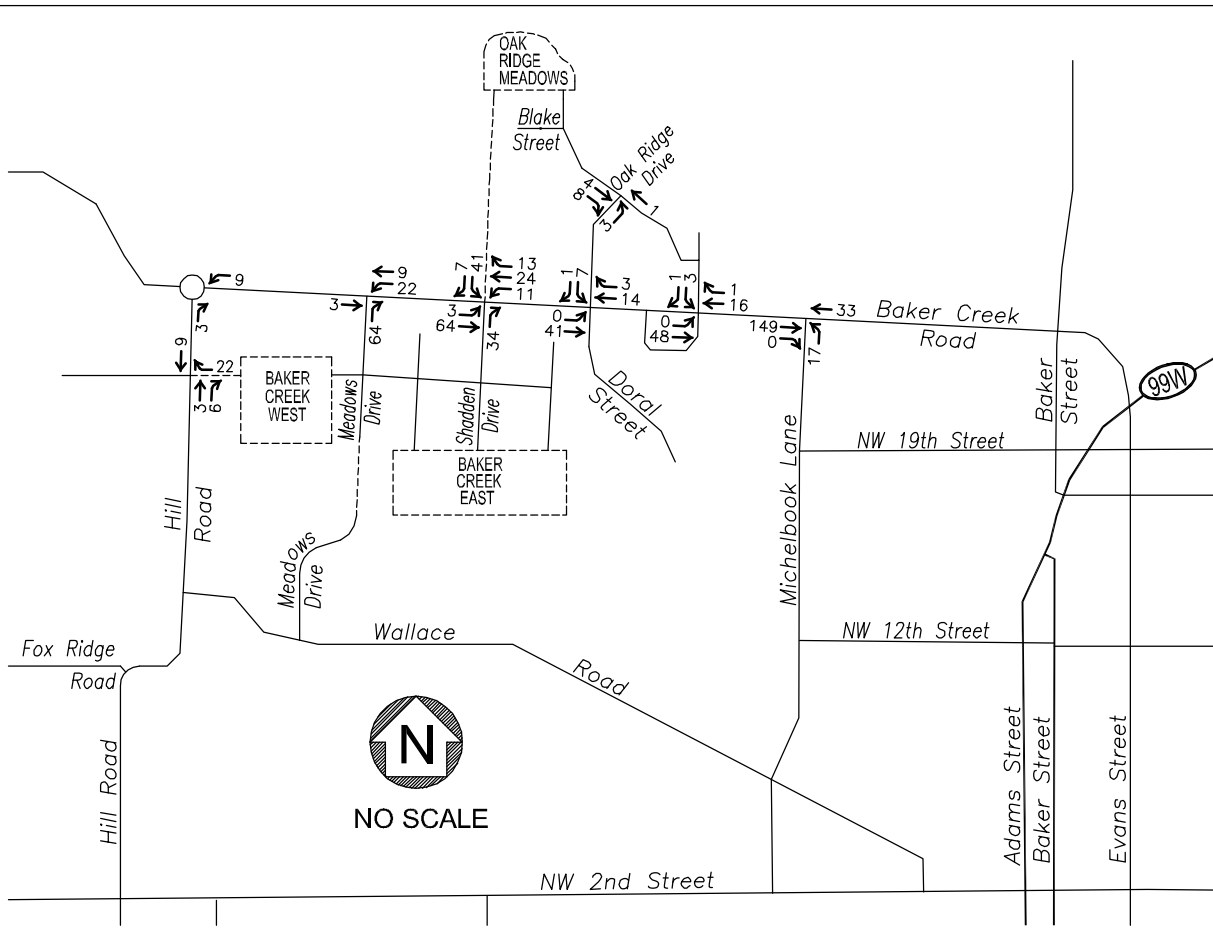 OAK
RIDGE
MEADOWS
Blake
Street
Oak Ridge
Drive
8
4
3
1
9
3
9
22
3
6
9
22
3
64
7
41
13
24
11
3
64
34
1
7
3
14
0
41
1
3
1
16
0
48
33
149
0
17
Baker Creek
Road
BAKER
CREEK
WEST
Meadows
Drive
Shadden
Drive
BAKER
CREEK
EAST
Doral
Street
Michelbook Lane
Baker
Street
99W
NW 19th Street
Hill
Road
Meadows
Drive
Wallace
Road
NW 12th Street
Fox Ridge
Road
Hill Road
N
NO SCALE
Adams Street
Baker Street
Evans Street
NW 2nd Street